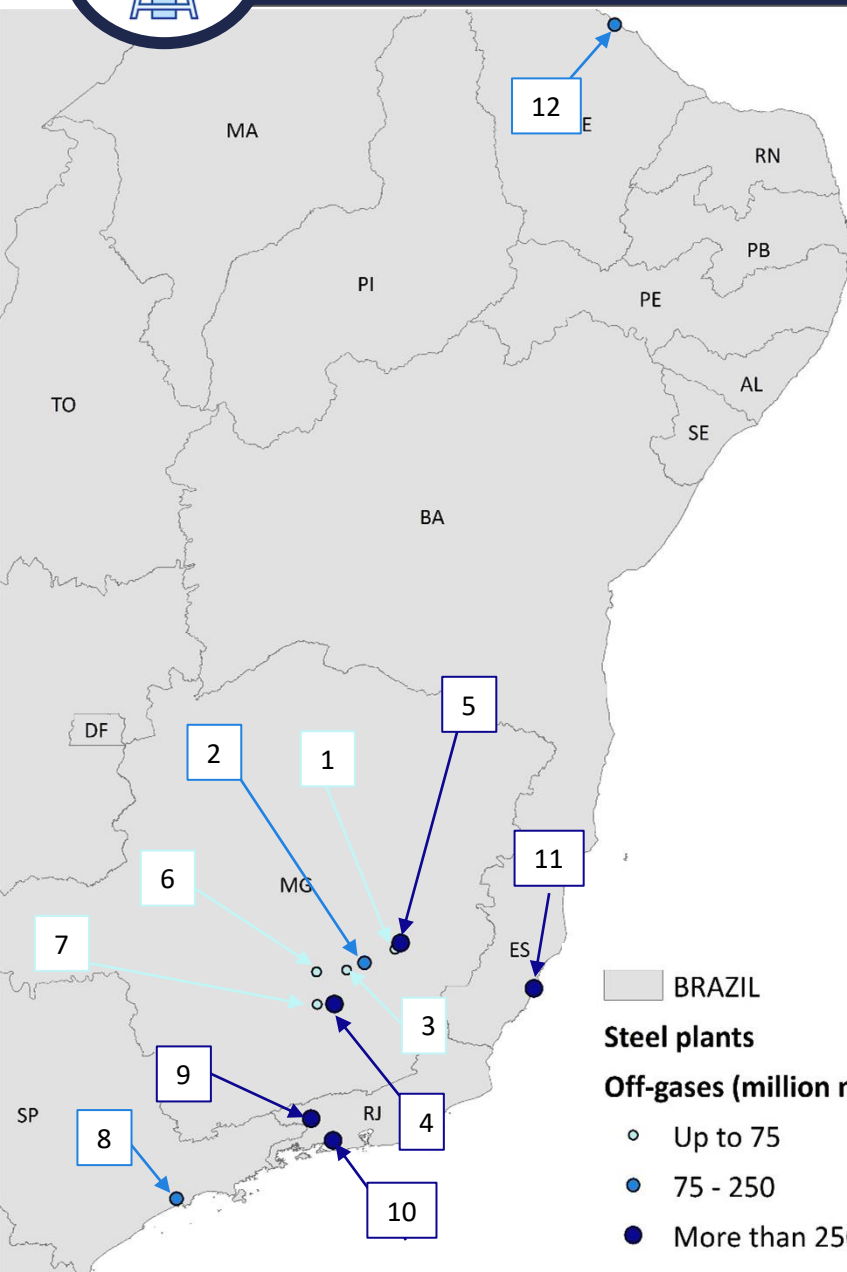 12
E
MA
RN
PB
PI
PE
AL
TO
SE
BA
5
DF
2
1
11
6
MG
7
ES
BRAZIL
3
Steel plants
9
Off-gases (million
SP
RJ
4
8
Up to 75
75 - 250
10
More than